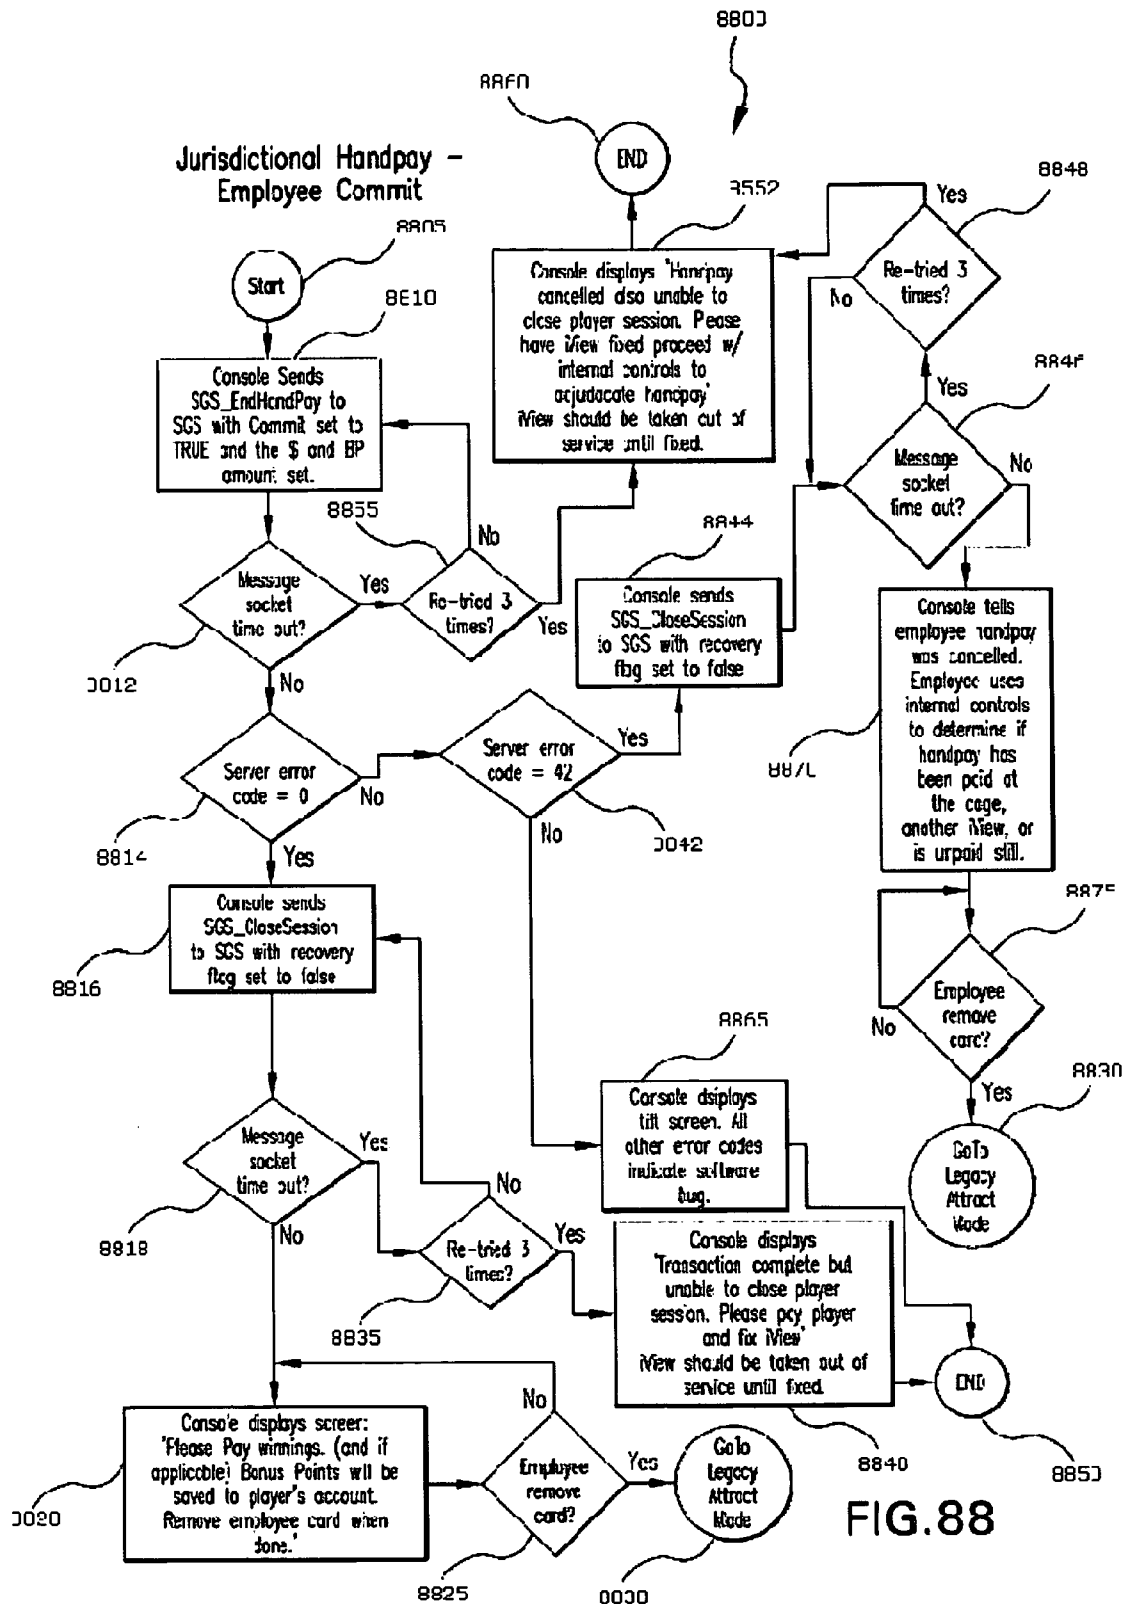 8803
88F0
END
Jurisdictional Handpay –
Employee Commit
8805
Start
8E10
Console Sends
SGS_EndHandPay to
SGS with Commit set to
TRUE and the $ and BP
amount set.
Console displays 'Handpay
cancelled also unable to
close player session. Pease
have iView fixed proceed w/
internal controls to
acjudacate handpay'
iView should be taken out of
service until fixed.
Yes
8848
Re-tried 3
times?
No
Yes
Message
socket
time out?
No
8855
No
Re-tried 3
times?
Yes
Message
socket
time out?
Yes
No
8844
Console sends
SGS_CloseSession
to SGS with recovery
flag set to false
Console tells
employee handpay
was cancelled.
Employee uses
internal controls
to determine if
handpay has
been paid at
the cage,
another iView, or
is unpaid still.
Server error
code = 0
No
8814
Yes
Server error
code = 42
Yes
No
Console sends
SGS_CloseSession
to SGS with recovery
flag set to false
8816
Employee
remove
card?
No
Yes
8830
GoTo
Legacy
Attract
Mode
8865
Console dsiplays
tilt screen. All
other error codes
indicate software
bug.
Message
socket
time out?
Yes
No
8818
No
Re-tried 3
times?
Yes
8835
Console displays
'Transaction complete but
unable to close player
session. Please pay player
and fix iView'
iView should be taken out of
service until fixed.
8840
END
8850
Console displays screen:
'Please Pay winnings. (and if
applicable) Bonus Points will be
saved to player's account.
Remove employee card when
done.'
No
Employee
remove
card?
Yes
8825
GoTo
Legacy
Attract
Mode
FIG.88